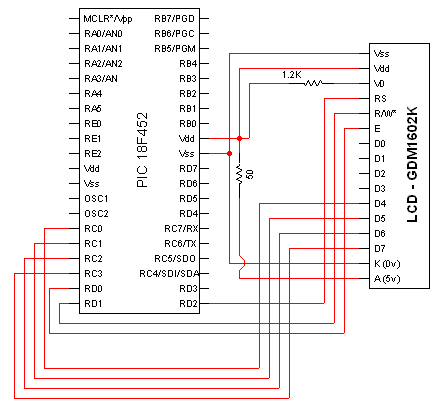 MCLR*/Vpp
RA0/AN0
RA1/AN1
RA2/AN2
RA3/AN
RA4
RA5
RE0
RE1
RE2
Vdd
Vss
OSC1
OSC2
RC0
RC1
RC2
RC3
RD0
RD1
PIC 18F452
RB7/PGD
RB6/PGC
RB5/PGM
RB4
RB3
RB2
RB1
RB0
Vdd
Vss
RD7
RD6
RD5
RD4
RC7/RX
RC6/TX
RC5/SDO
RC4/SDI/SDA
RD3
RD2
1.2K
50
Vss
Vdd
V0
RS
R/W*
E
D0
D1
D2
D3
D4
D5
D6
D7
K (0v)
A (5v)
LCD - GDM1602K